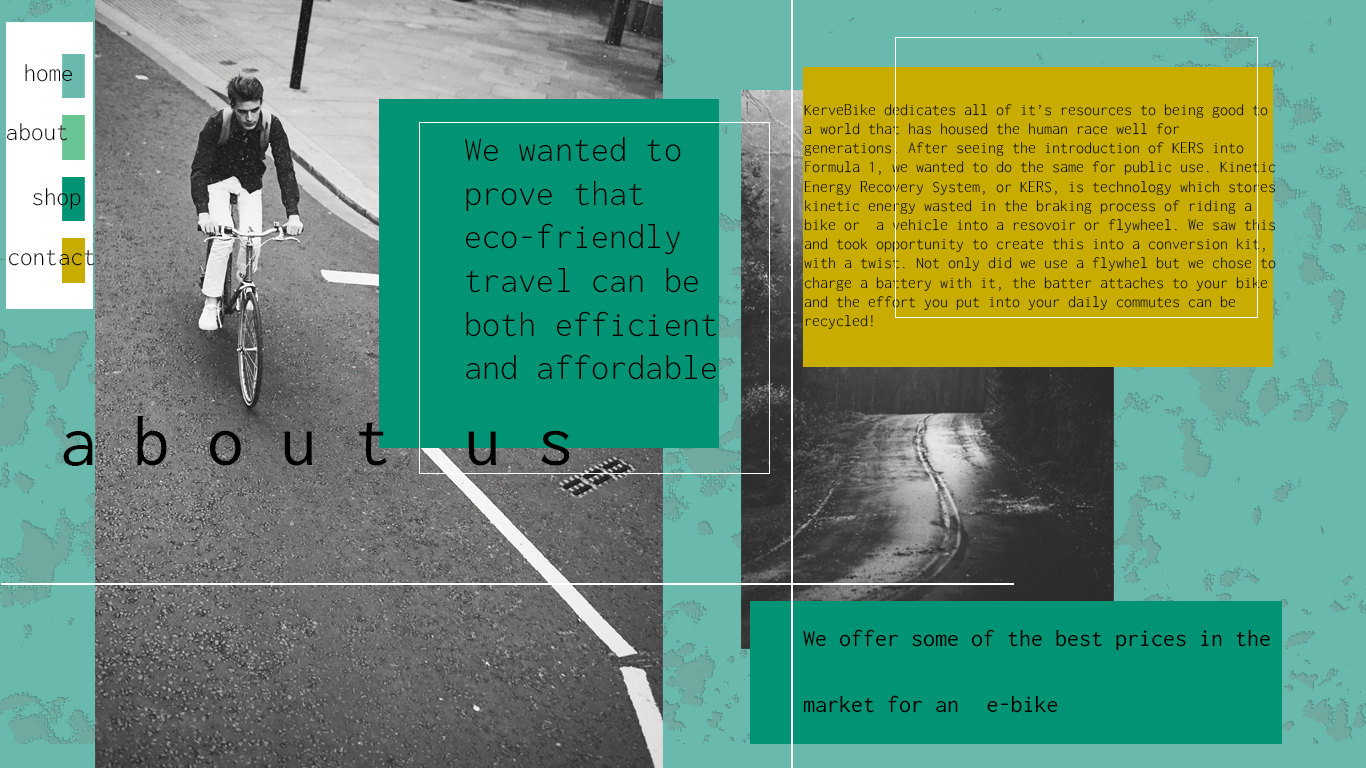 home
about
shop
contact
We wanted to
prove that
eco-friendly
travel can be
both efficient
and affordable
about us
KerveBike dedicates all of it's resources to being good to
a world that has housed the human race well for
generations. After seeing the introduction of KERS into
Formula 1, we wanted to do the same for public use. Kinetic
Energy Recovery System, or KERS, is technology which stores
kinetic energy wasted in the braking process of riding a
bike or  a vehicle into a resovoir or flywheel. We saw this
and took opportunity to create this into a conversion kit,
with a twist. Not only did we use a flywhel but we chose to
charge a battery with it, the batter attaches to your bike
and the effort you put into your daily commutes can be
recycled!
We offer some of the best prices in the
market for an  e-bike